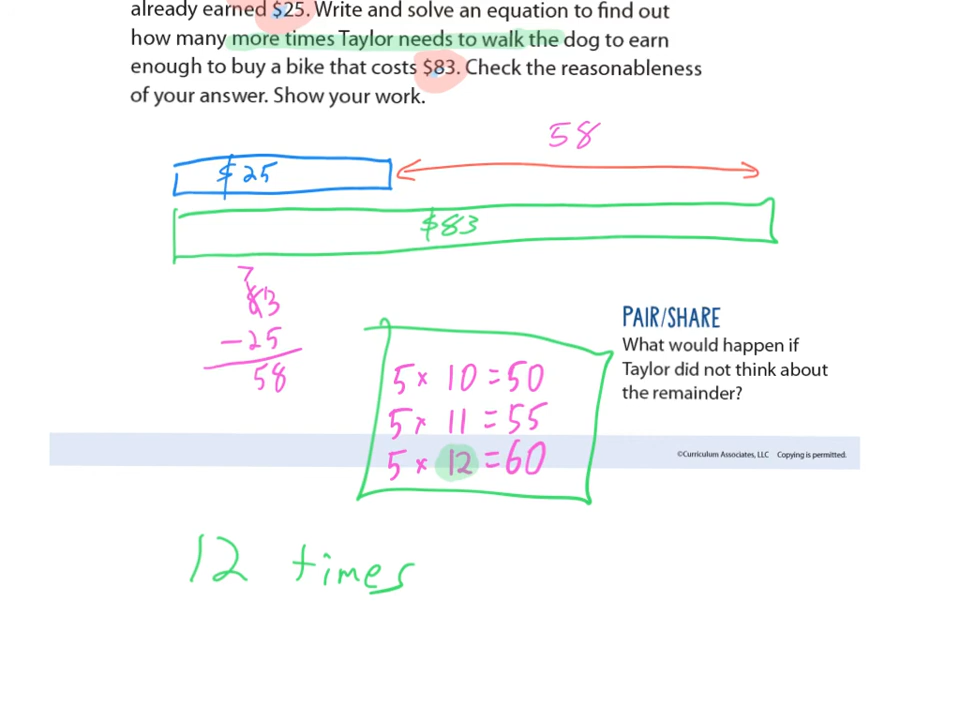 already earned $25. Write and solve an equation to find out
how many more times Taylor needs to walk the dog to earn
enough to buy a bike that costs $83. Check the reasonableness
of your answer. Show your work.
58
$25
$83
7
83
-25
58
5 × 10 = 50
5 × 11 = 55
5 × 12 = 60
PAIR/SHARE
What would happen if
Taylor did not think about
the remainder?
©Curriculum Associates, LLC Copying is permitted.
12 times